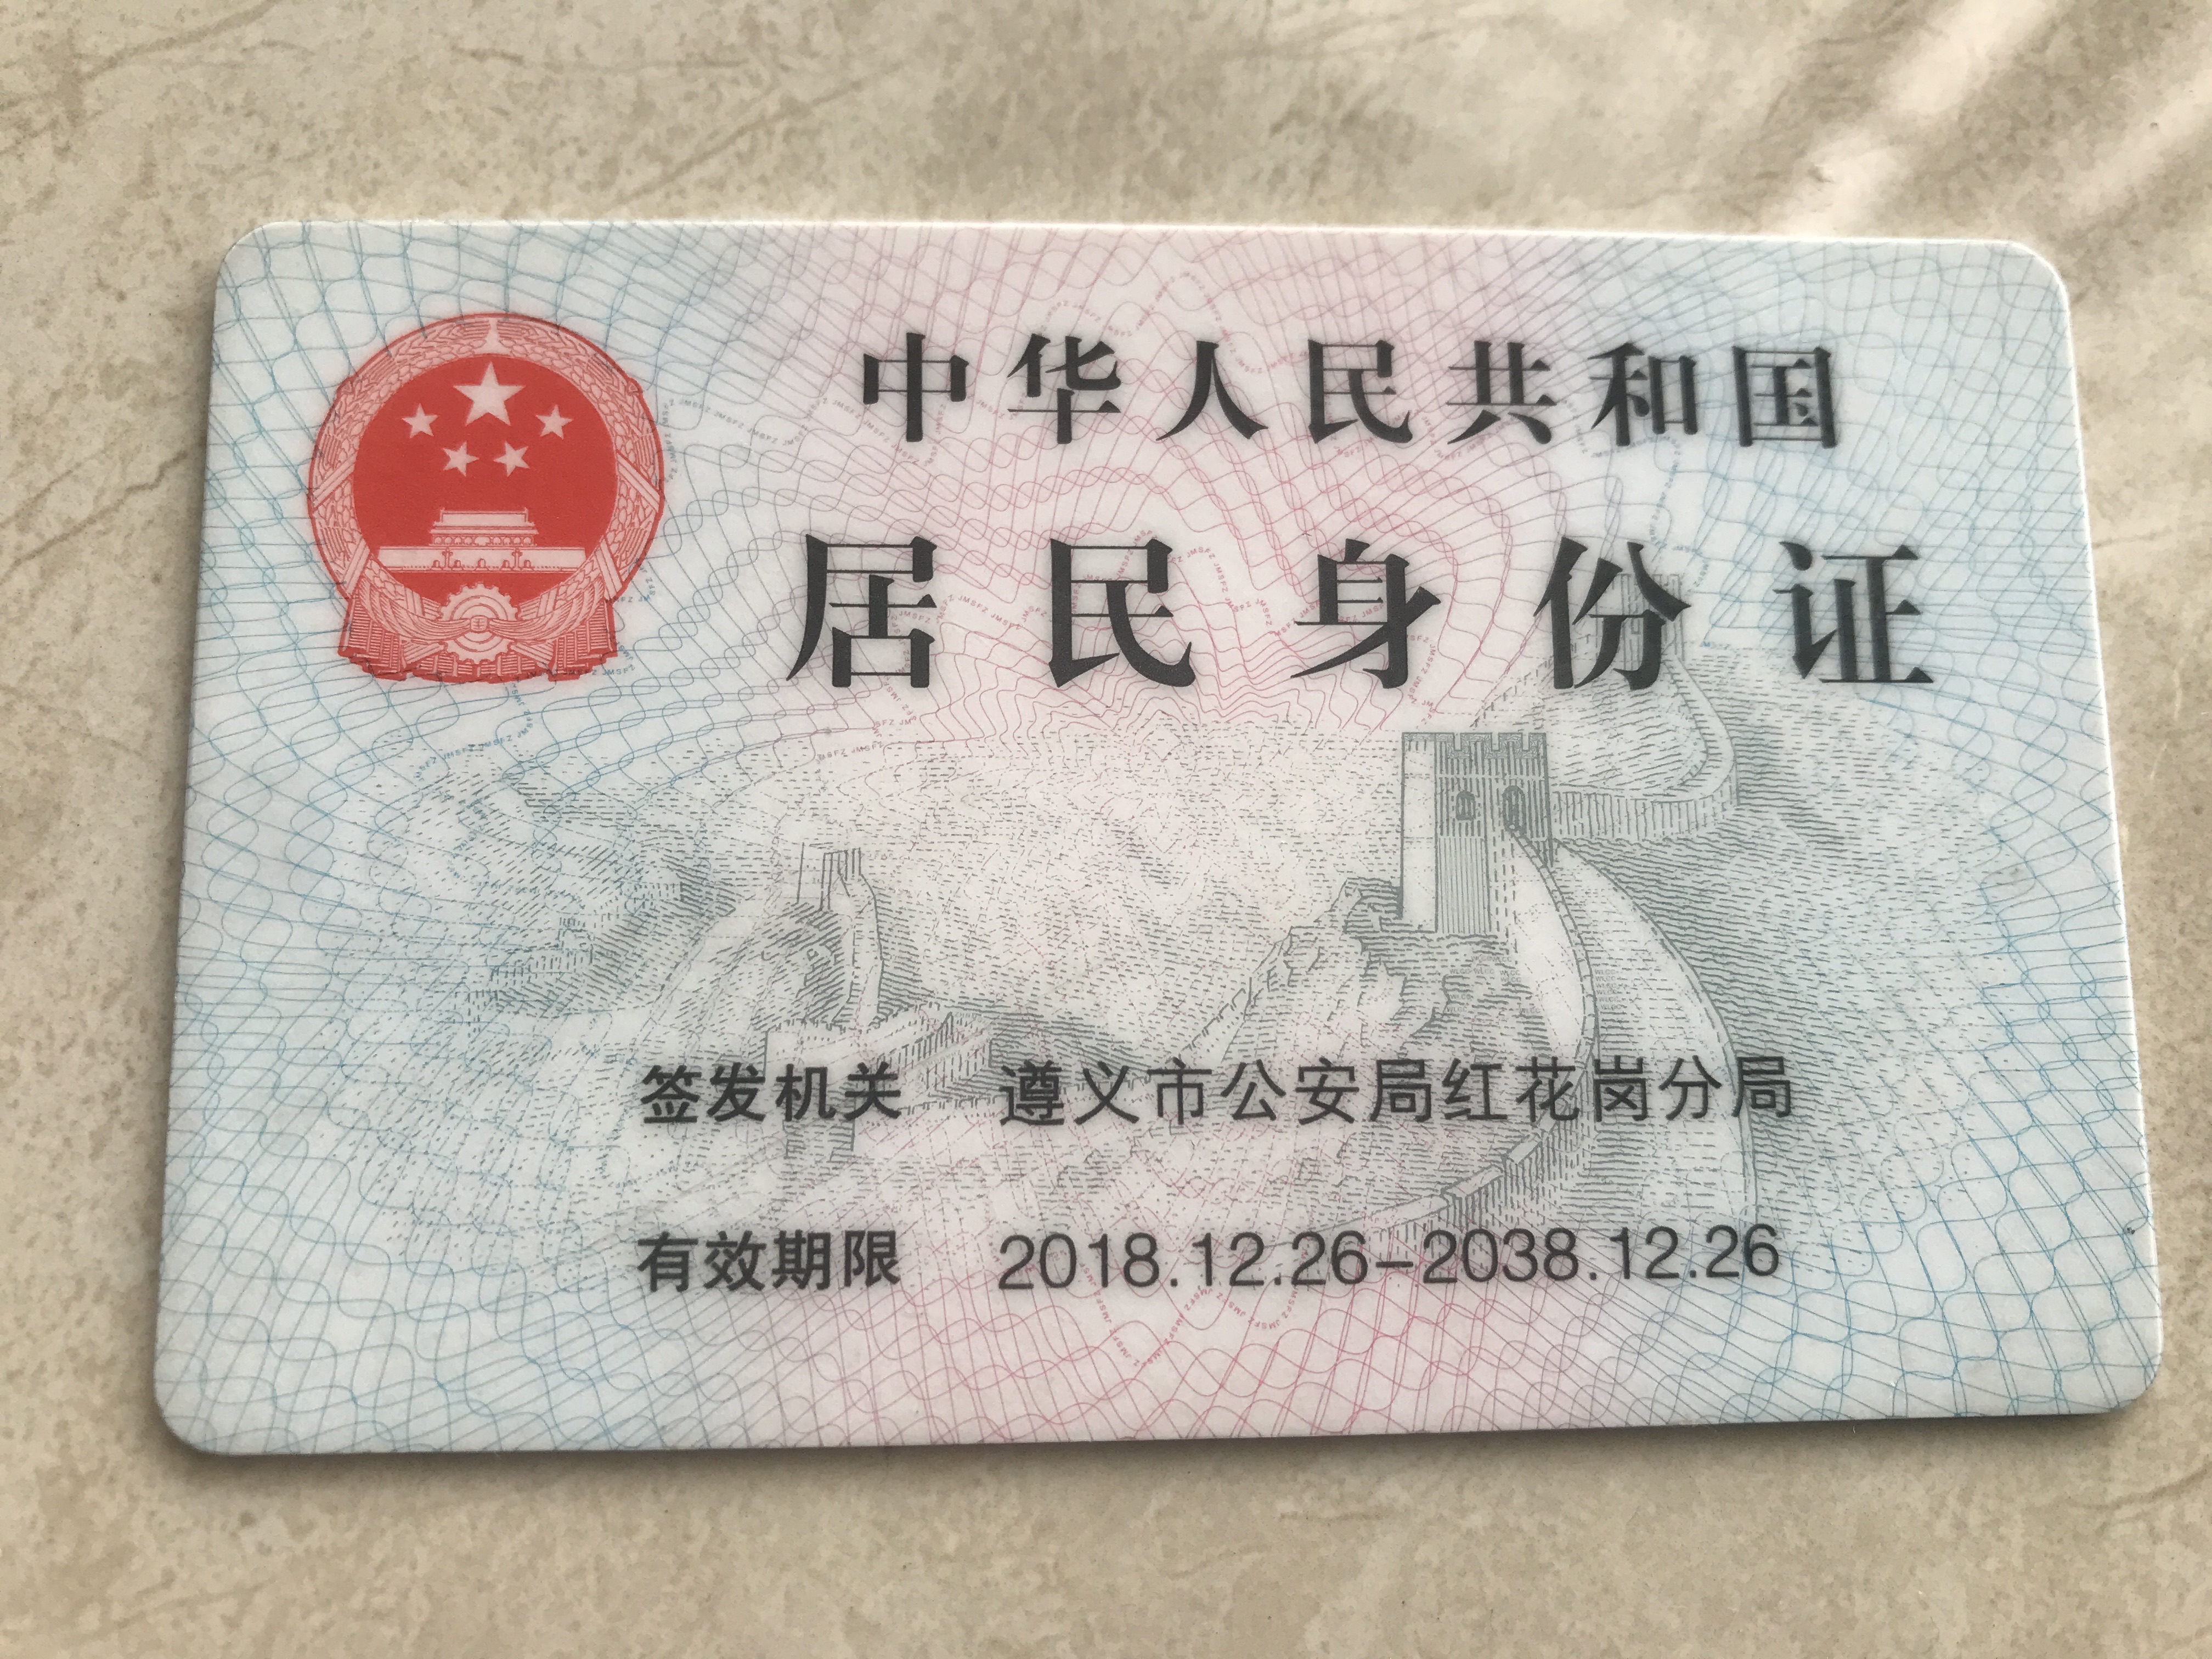 中华人民共和国
居民身份证
签发机关 遵义市公安局红花岗分局
有效期限 2018.12.26-2038.12.26